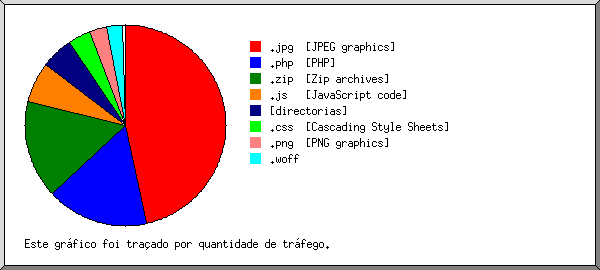 .jpg [JPEG graphics]
.php [PHP]
.zip [Zip archives]
.js [JavaScript code]
[directorias]
.css [Cascading Style Sheets]
.png [PNG graphics]
.woff
Este gráfico foi traçado por quantidade de tráfego.